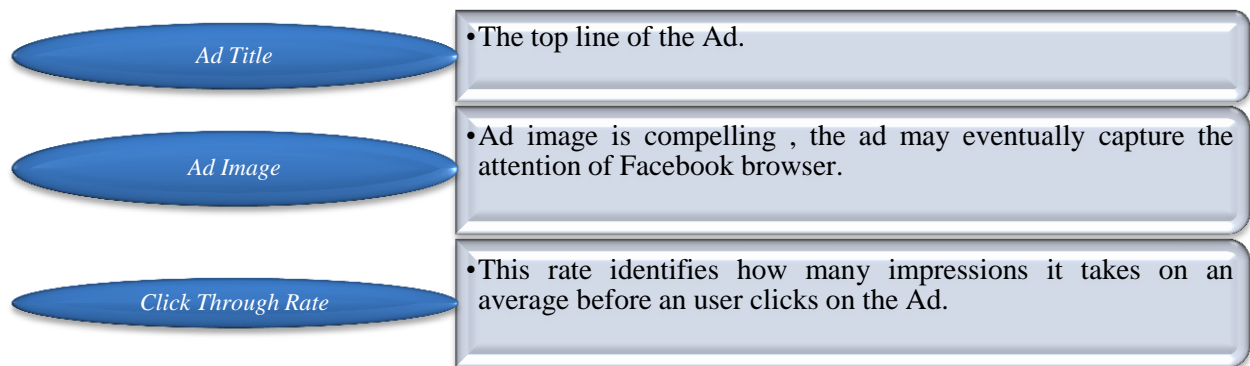 Ad Title
•The top line of the Ad.
Ad Image
•Ad image is compelling , the ad may eventually capture the
attention of Facebook browser.
Click Through Rate
•This rate identifies how many impressions it takes on an
average before an user clicks on the Ad.